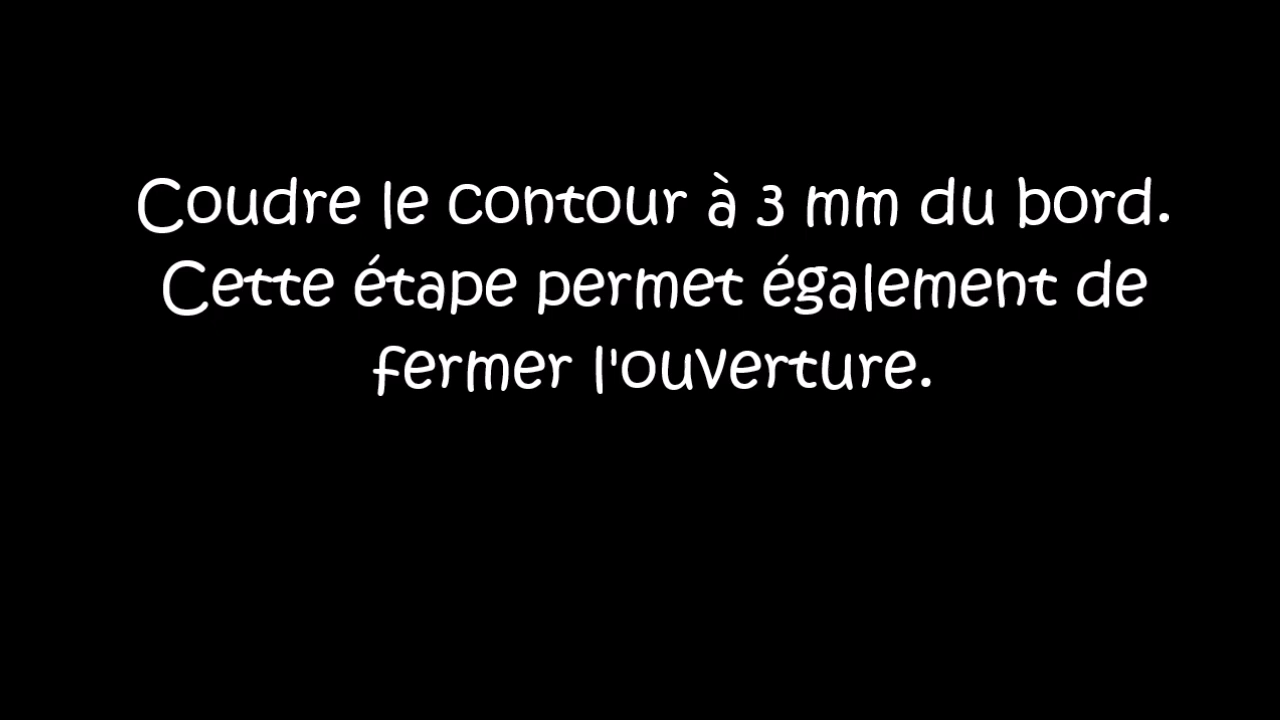 Coudre le contour à 3 mm du bord.
Cette étape permet également de
fermer l'ouverture.